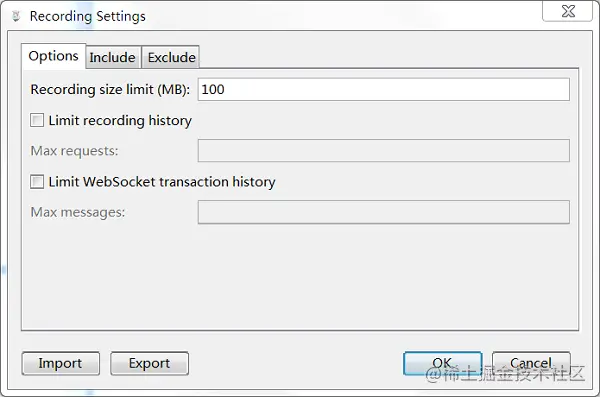 Recording Settings
Options Include Exclude
Recording size limit (MB): 100
Limit recording history
Max requests:
Limit WebSocket transaction history
Max messages:
Import Export OK Cancel
@稀土掘金技术社区